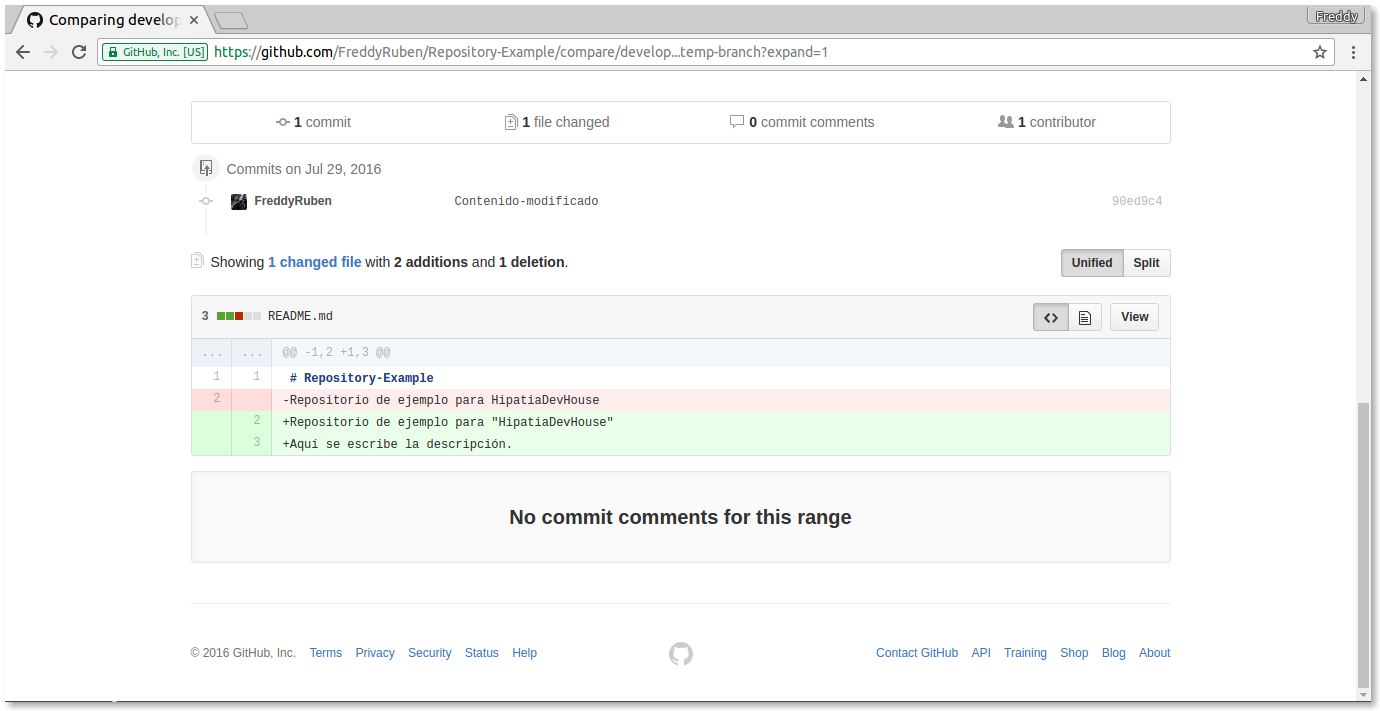 Comparing develop
Freddy
GitHub, Inc. [US] https://github.com/FreddyRuben/Repository-Example/compare/develop...temp-branch?expand=1
1 commit 1 file changed 0 commit comments 1 contributor
Commits on Jul 29, 2016
FreddyRuben Contenido-modificado 90ed9c4
Showing 1 changed file with 2 additions and 1 deletion. Unified Split
3 README.md <> View
... ... @@ -1,2 +1,3 @@
1 1 # Repository-Example
2 -Repositorio de ejemplo para HipatiaDevHouse
2 +Repositorio de ejemplo para "HipatiaDevHouse"
3 +Aquí se escribe la descripción.
No commit comments for this range
© 2016 GitHub, Inc. Terms Privacy Security Status Help Contact GitHub API Training Shop Blog About